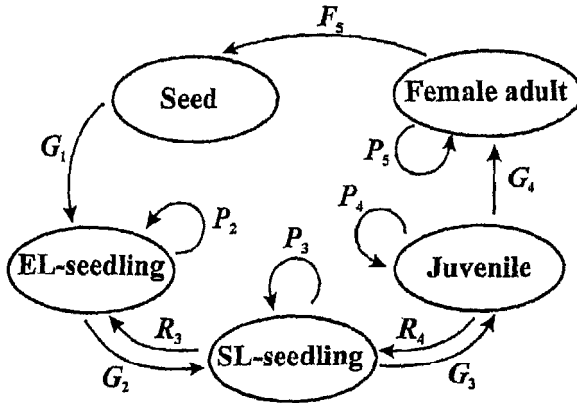 F₅
Seed
Female adult
G₁
P₅
G₄
P₂
P₄
P₃
EL-seedling
Juvenile
R₃
R₄
SL-seedling
G₂
G₃